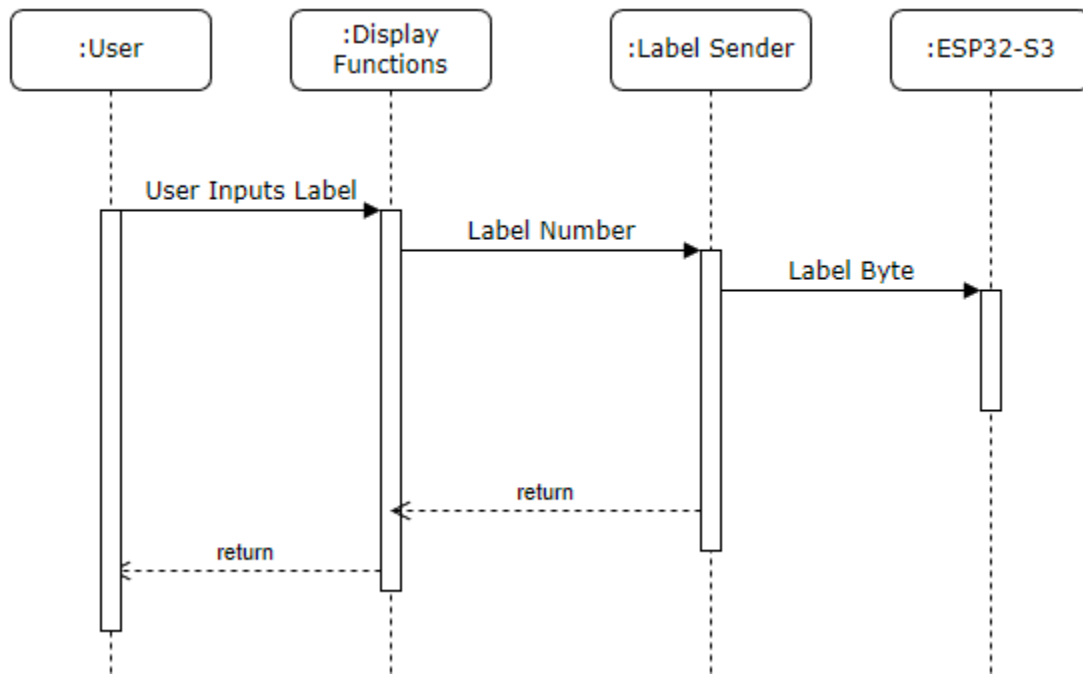 :User
:Display
Functions
:Label Sender
:ESP32-S3
User Inputs Label
Label Number
Label Byte
return
return